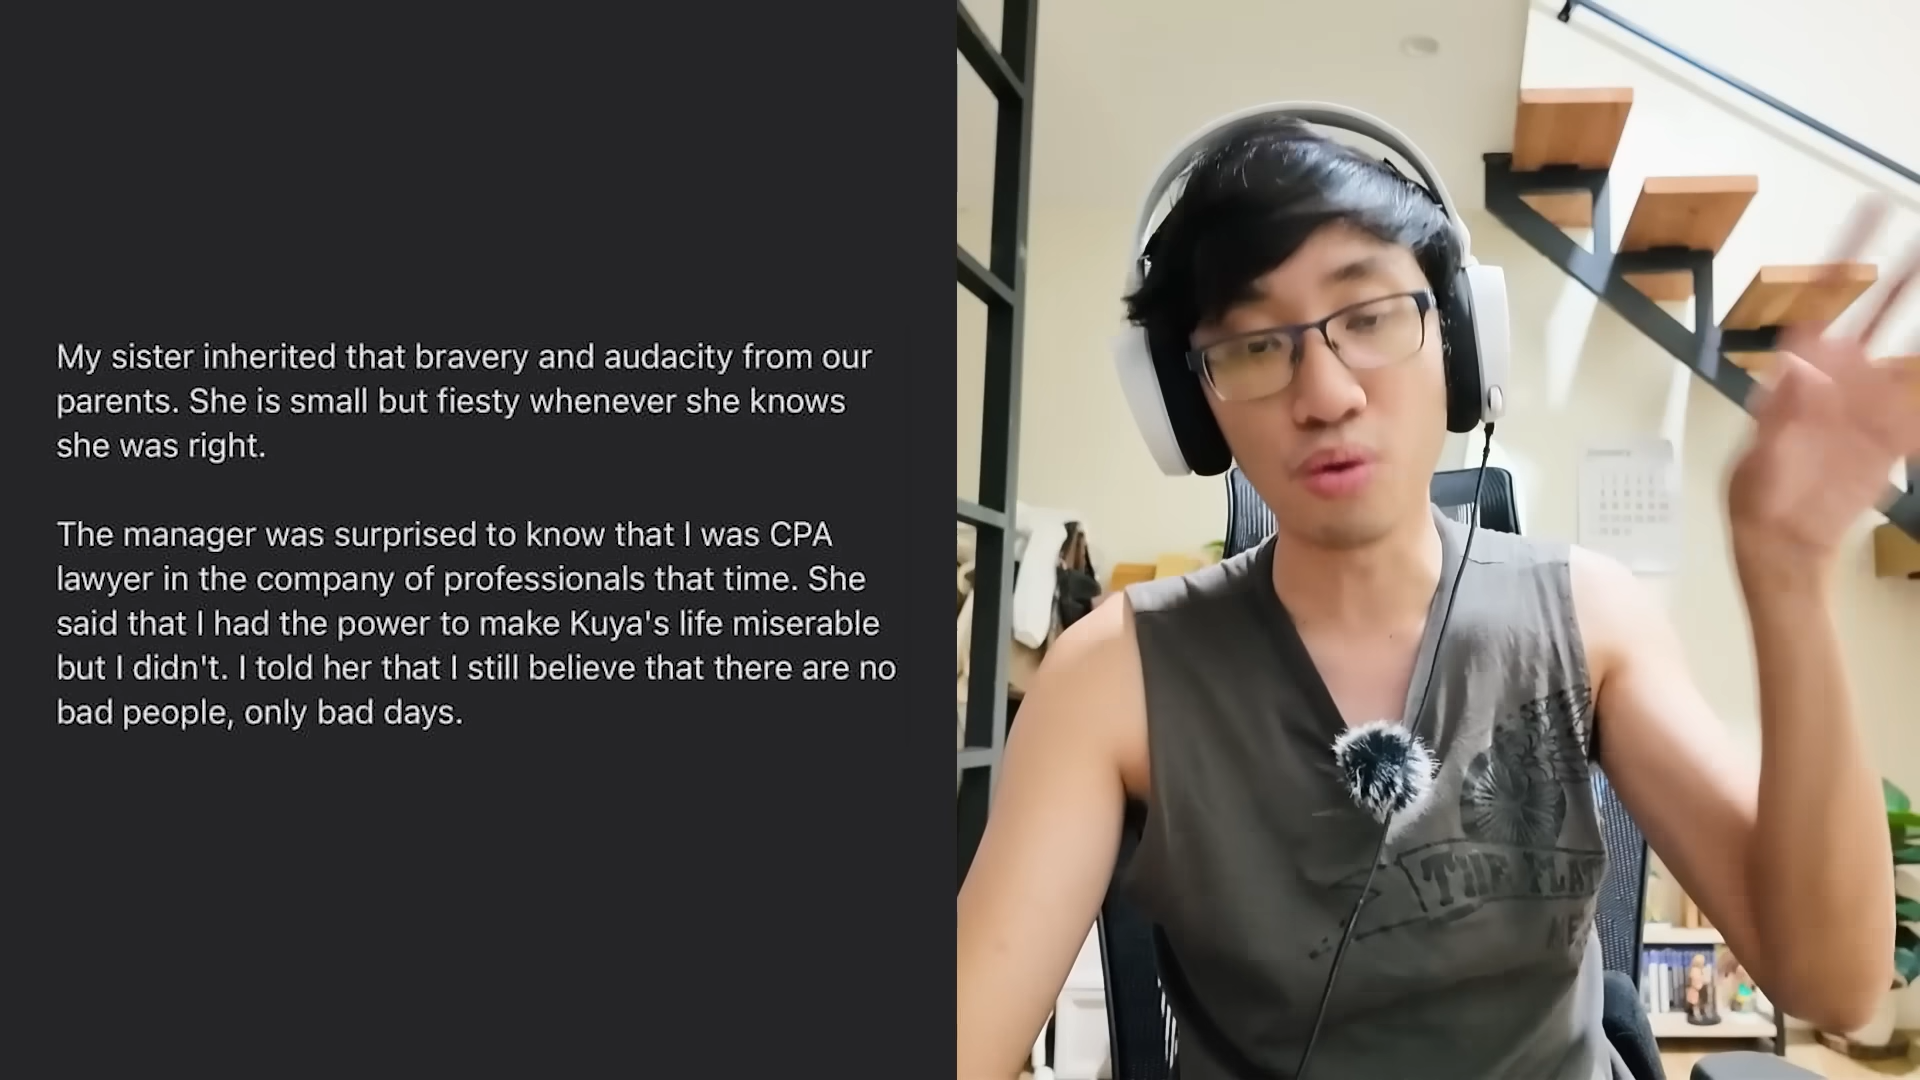 My sister inherited that bravery and audacity from our
parents. She is small but fiesty whenever she knows
she was right.
The manager was surprised to know that I was CPA
lawyer in the company of professionals that time. She
said that I had the power to make Kuya's life miserable
but I didn't. I told her that I still believe that there are no
bad people, only bad days.
THE FLAT